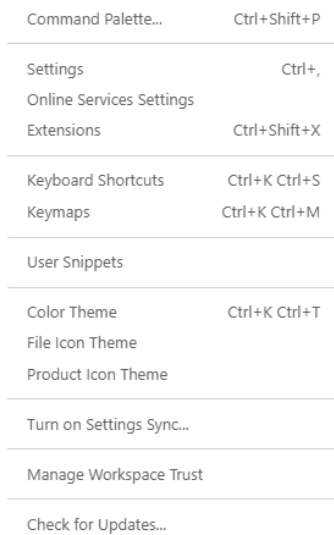 Command Palette... Ctrl+Shift+P
Settings Ctrl+,
Online Services Settings
Extensions Ctrl+Shift+X
Keyboard Shortcuts Ctrl+K Ctrl+S
Keymaps Ctrl+K Ctrl+M
User Snippets
Color Theme Ctrl+K Ctrl+T
File Icon Theme
Product Icon Theme
Turn on Settings Sync...
Manage Workspace Trust
Check for Updates...